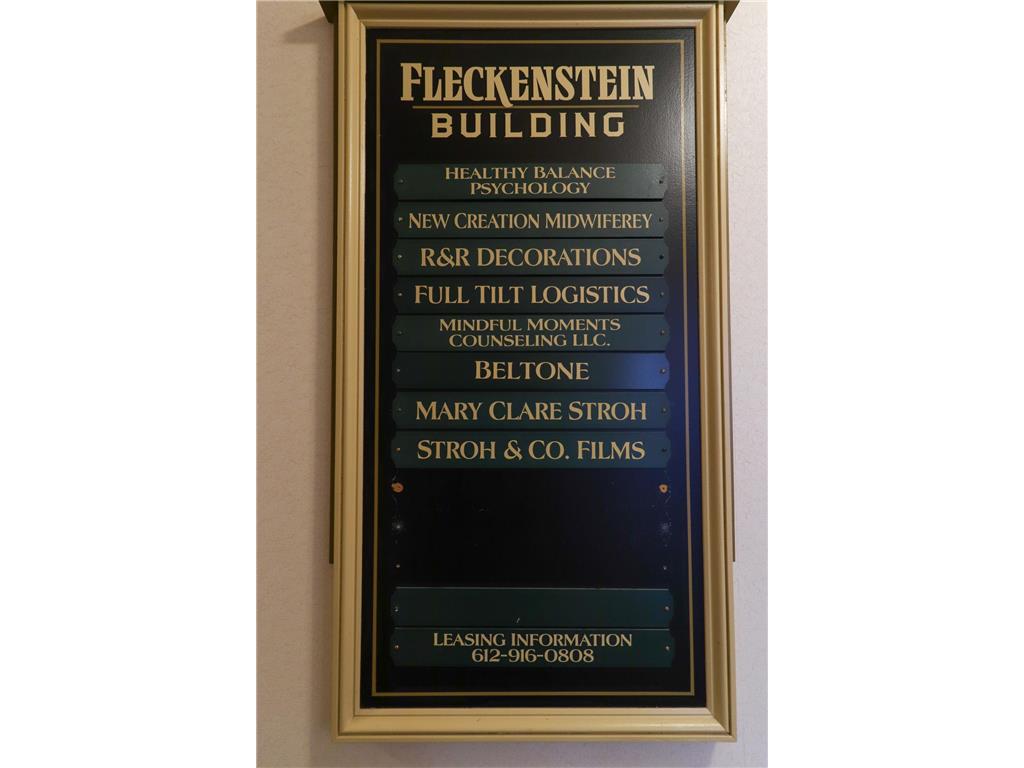 FLECKENSTEIN
BUILDING
HEALTHY BALANCE
PSYCHOLOGY
NEW CREATION MIDWIFEREY
R&R DECORATIONS
FULL TILT LOGISTICS
MINDFUL MOMENTS
COUNSELING LLC.
BELTONE
MARY CLARE STROH
STROH & CO. FILMS
LEASING INFORMATION
612-916-0808